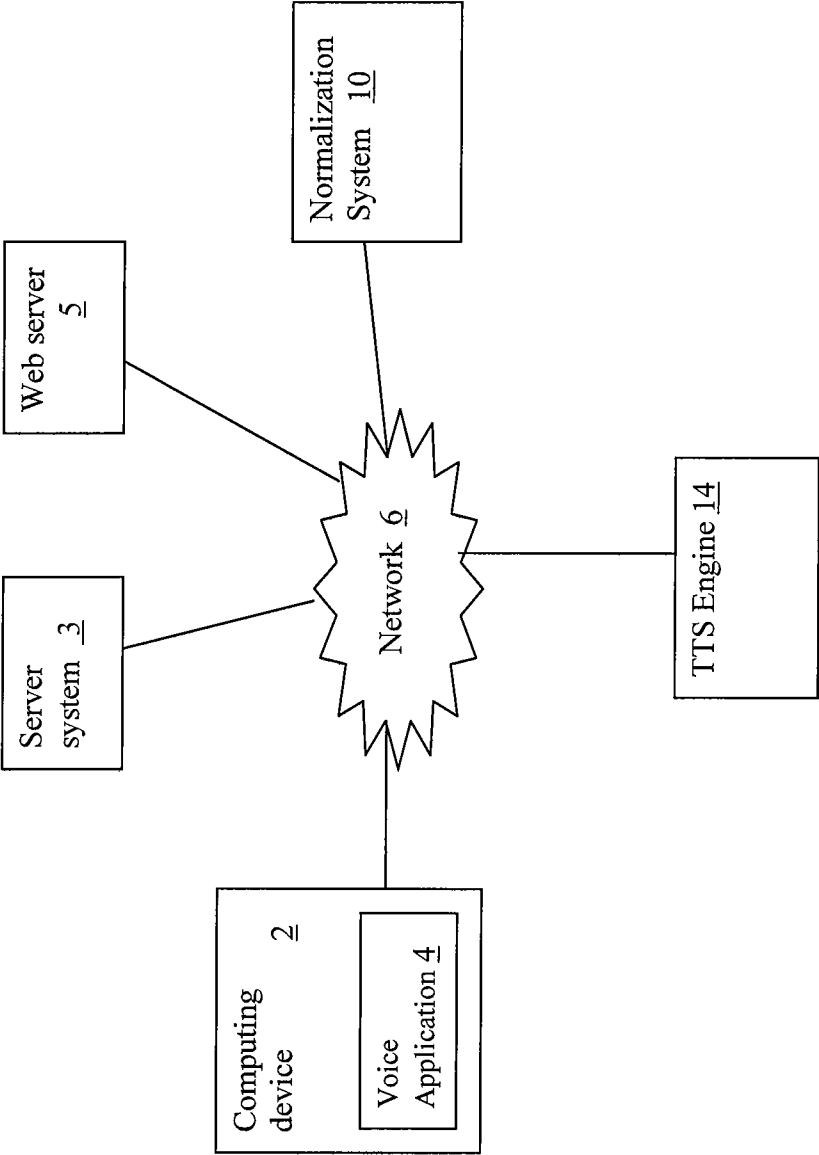 Server
system 3
Web server
5
Computing
device 2
Voice
Application 4
Network 6
Normalization
System 10
TTS Engine 14